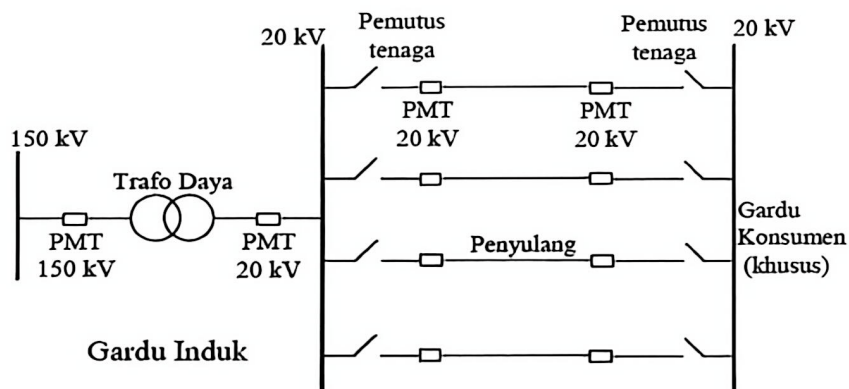 20 kV
Pemutus
tenaga
Pemutus
tenaga
20 kV
PMT
20 kV
PMT
20 kV
150 kV
Trafo Daya
PMT
150 kV
PMT
20 kV
Penyulang
Gardu
Konsumen
(khusus)
Gardu Induk